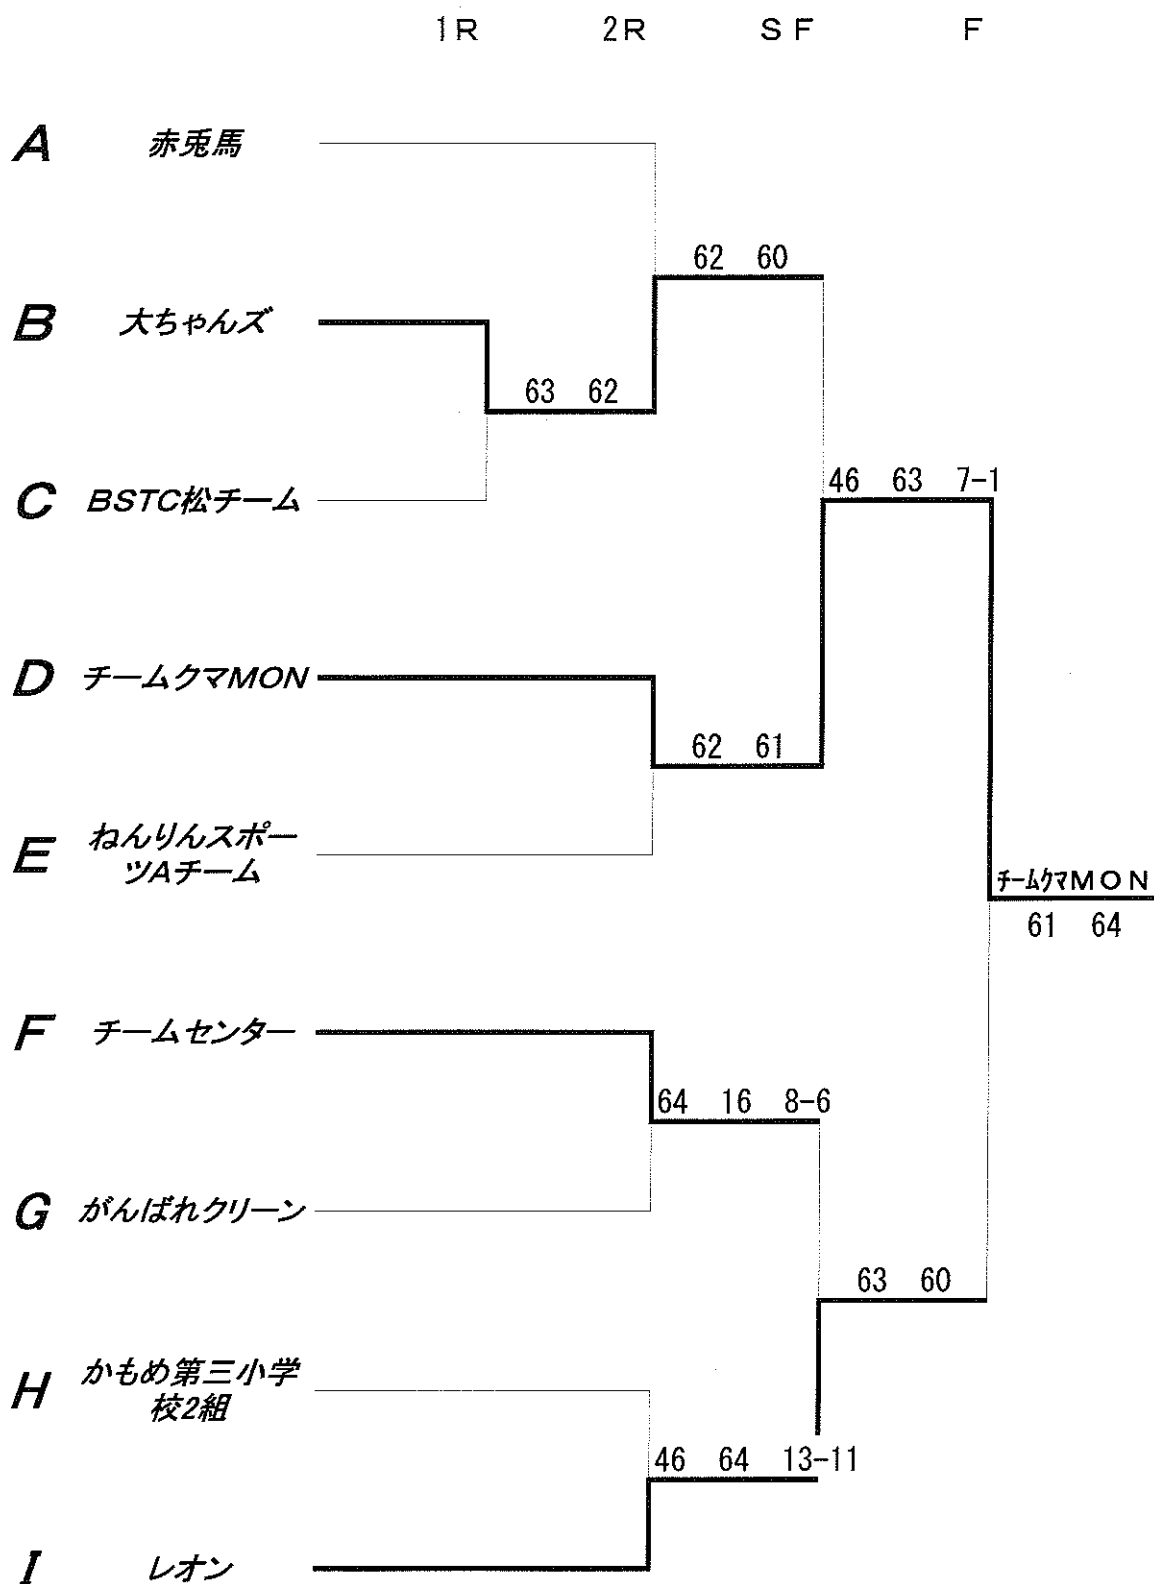 1R 2R SF F
A 赤兎馬
62 60
B 大ちゃんズ
63 62
C BSTC松チーム
46 63 7-1
D チームクマMON
62 61
E ねんりんスポー
ツAチーム
チームクマMON
61 64
F チームセンター
64 16 8-6
G がんばれクリーン
63 60
H かもめ第三小学
校2組
46 64 13-11
I レオン